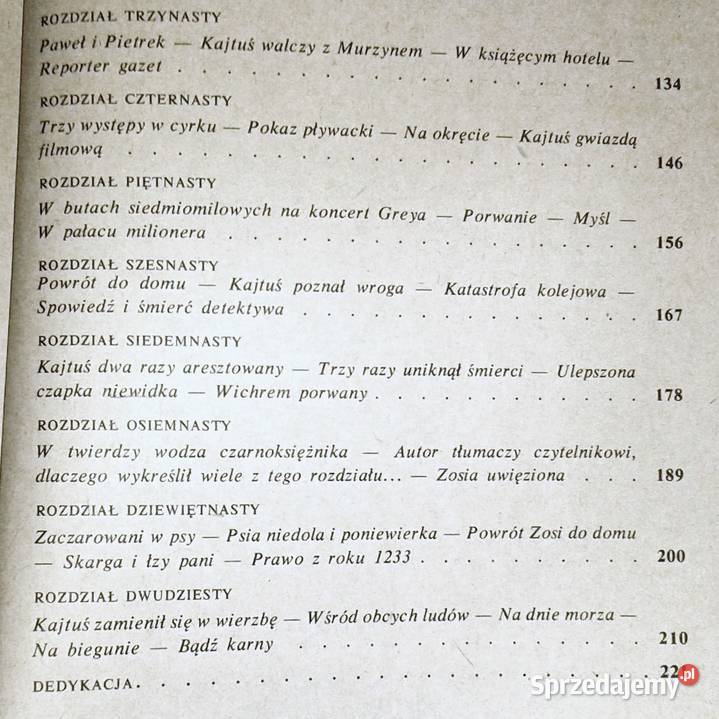 ROZDZIAŁ TRZYNASTY
Paweł i Pietrek — Kajtuś walczy z Murzynem — W książęcym hotelu —
Reporter gazet . . . . . . . . . . . . . . . . . 134
ROZDZIAŁ CZTERNASTY
Trzy występy w cyrku — Pokaz pływacki — Na okręcie — Kajtuś gwiazdą
filmową . . . . . . . . . . . . . . . . . . . 146
ROZDZIAŁ PIĘTNASTY
W butach siedmiomilowych na koncert Greya — Porwanie — Myśl —
W pałacu milionera . . . . . . . . . . . . . . . 156
ROZDZIAŁ SZESNASTY
Powrót do domu — Kajtuś poznał wroga — Katastrofa kolejowa —
Spowiedź i śmierć detektywa . . . . . . . . . . . . 167
ROZDZIAŁ SIEDEMNASTY
Kajtuś dwa razy aresztowany — Trzy razy uniknął śmierci — Ulepszona
czapka niewidka — Wichrem porwany . . . . . . . . . . 178
ROZDZIAŁ OSIEMNASTY
W twierdzy wodza czarnoksiężnika — Autor tłumaczy czytelnikowi,
dlaczego wykreślił wiele z tego rozdziału... — Zosia uwięziona . . . 189
ROZDZIAŁ DZIEWIĘTNASTY
Zaczarowani w psy — Psia niedola i poniewierka — Powrót Zosi do domu
— Skarga i łzy pani — Prawo z roku 1233 . . . . . . . . 200
ROZDZIAŁ DWUDZIESTY
Kajtuś zamienił się w wierzbę — Wśród obcych ludów — Na dnie morza —
Na biegunie — Bądź karny . . . . . . . . . . . . . 210
DEDYKACJA . . . . . . . . . . . . . . . . . .
Sprzedajemy.pl